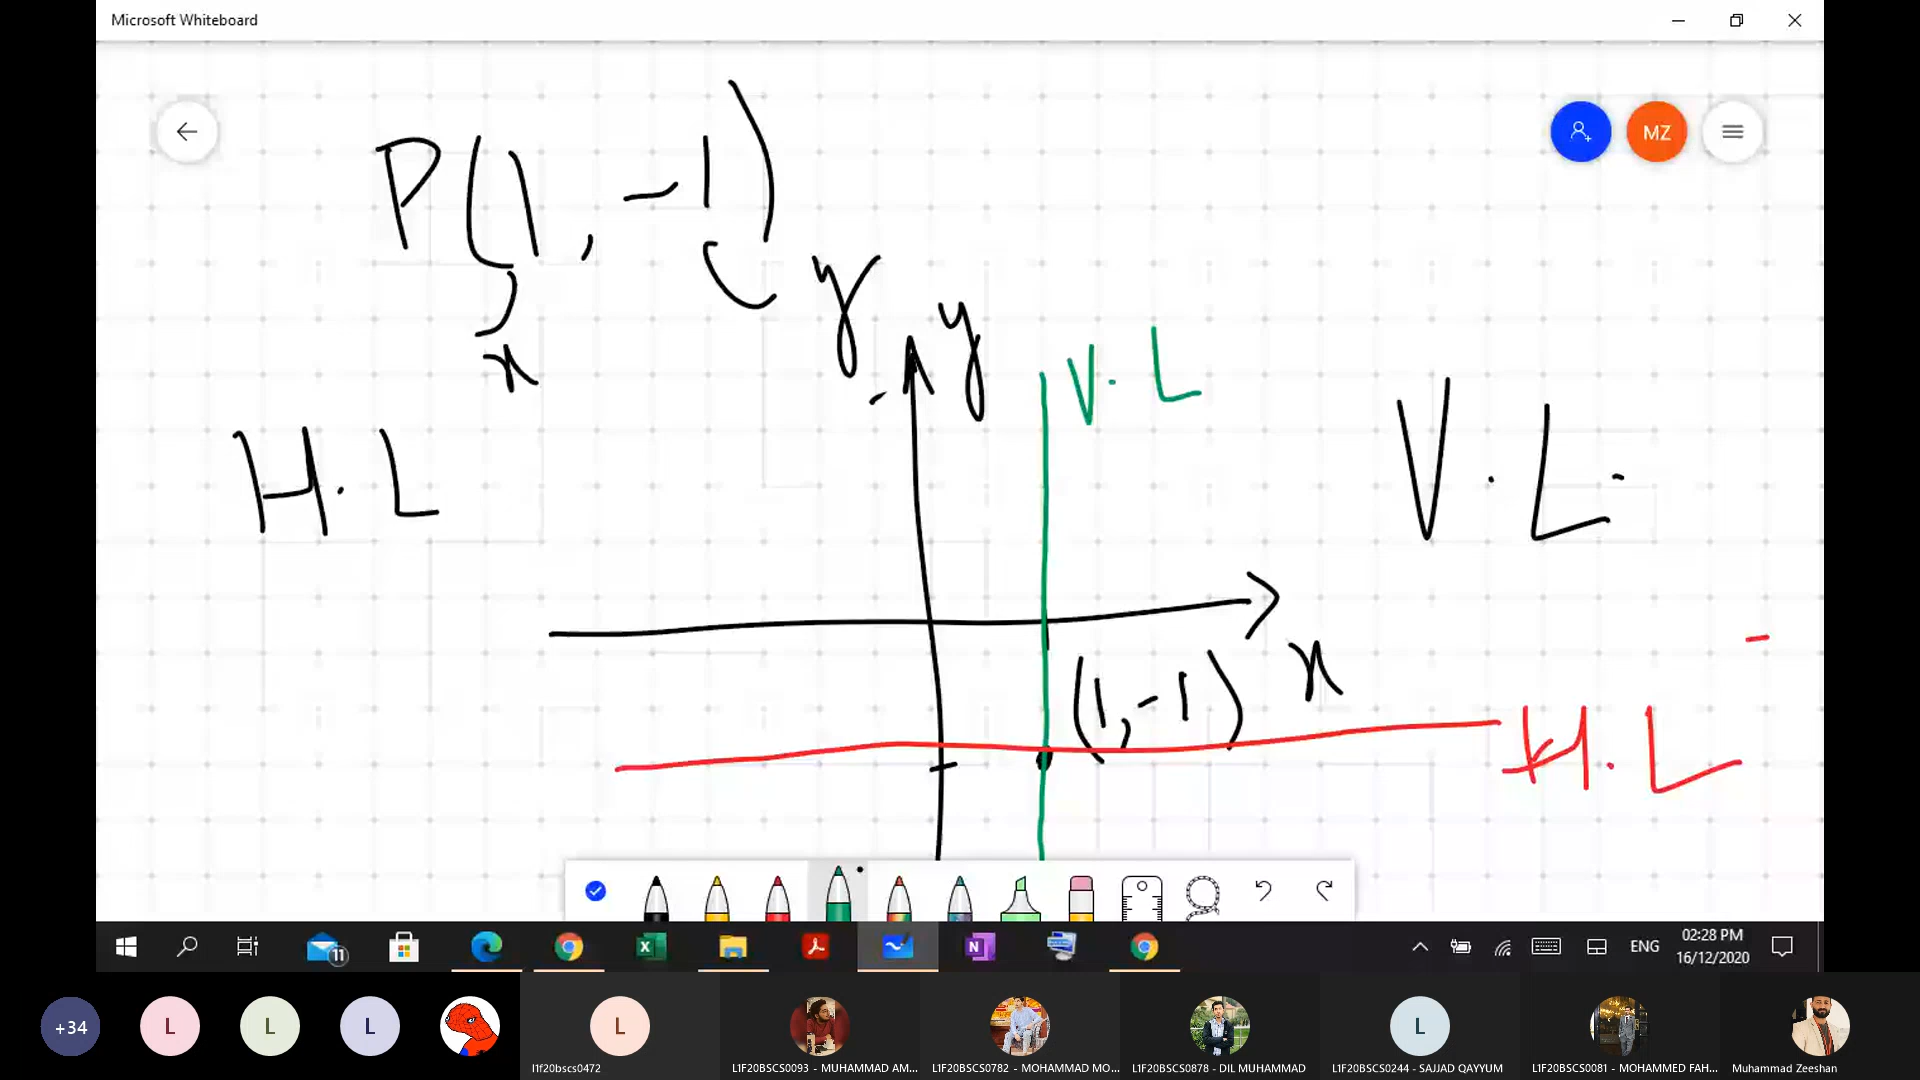 Microsoft Whiteboard
MZ
P(1, -1)
x
y
y
V. L
H. L
V. L.
(1, -1)
x
H. L
11
ENG
02:28 PM
16/12/2020
+34
L
L
L
L
L
l1f20bscs0472
L1F20BSCS0093 - MUHAMMAD AM...
L1F20BSCS0782 - MOHAMMAD MO...
L1F20BSCS0878 - DIL MUHAMMAD
L1F20BSCS0244 - SAJJAD QAYYUM
L1F20BSCS0081 - MOHAMMED FAH...
Muhammad Zeeshan